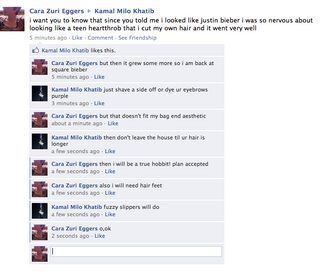 Cara Zuri Eggers ▸ Kamal Milo Khatib
i want you to know that since you told me i looked like justin bieber i was so nervous about
looking like a teen heartthrob that i cut my own hair and it went very well
5 minutes ago · Like · Comment · See Friendship
Kamal Milo Khatib likes this.
Cara Zuri Eggers but then it grew some more so i am back at
square bieber
5 minutes ago · Like
Kamal Milo Khatib just shave a side off or dye ur eyebrows
purple
3 minutes ago · Like
Cara Zuri Eggers but that doesn't fit my bag end aesthetic
about a minute ago · Like
Kamal Milo Khatib then don't leave the house til ur hair is
longer
a few seconds ago · Like
Cara Zuri Eggers then i will be a true hobbit! plan accepted
a few seconds ago · Like
Cara Zuri Eggers also i will need hair feet
a few seconds ago · Like
Kamal Milo Khatib fuzzy slippers will do
a few seconds ago · Like
Cara Zuri Eggers o,ok
2 seconds ago · Like